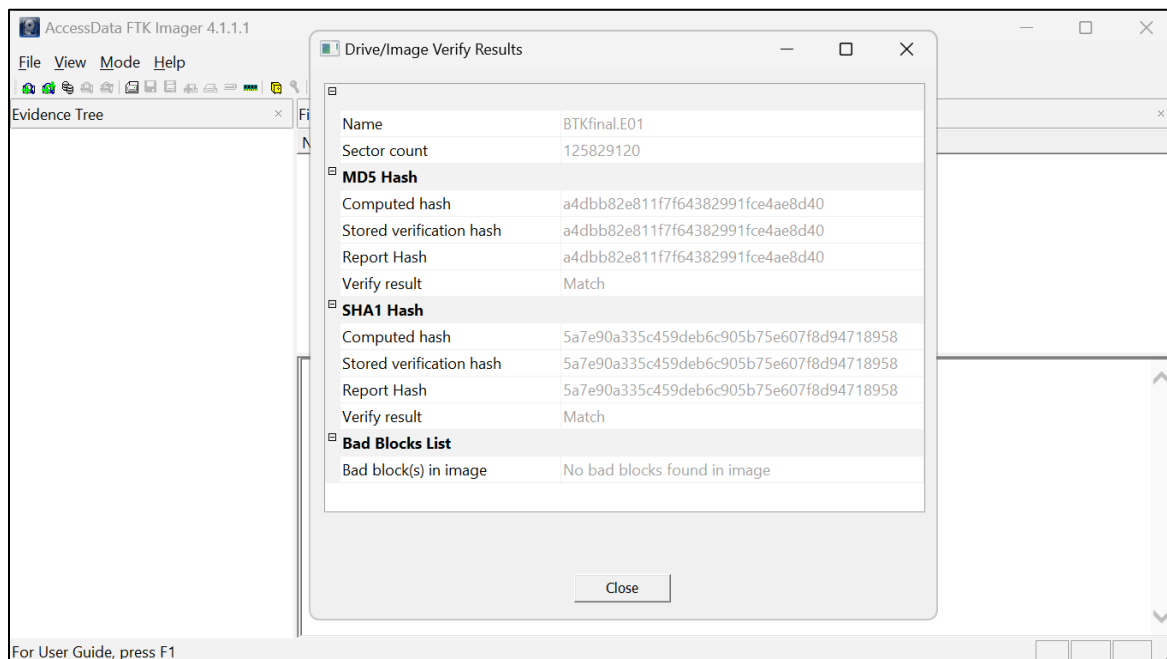 AccessData FTK Imager 4.1.1.1
File View Mode Help
Evidence Tree
Fi
N
Drive/Image Verify Results
Name BTKfinal.E01
Sector count 125829120
MD5 Hash
Computed hash a4dbb82e811f7f64382991fce4ae8d40
Stored verification hash a4dbb82e811f7f64382991fce4ae8d40
Report Hash a4dbb82e811f7f64382991fce4ae8d40
Verify result Match
SHA1 Hash
Computed hash 5a7e90a335c459deb6c905b75e607f8d94718958
Stored verification hash 5a7e90a335c459deb6c905b75e607f8d94718958
Report Hash 5a7e90a335c459deb6c905b75e607f8d94718958
Verify result Match
Bad Blocks List
Bad block(s) in image No bad blocks found in image
Close
For User Guide, press F1